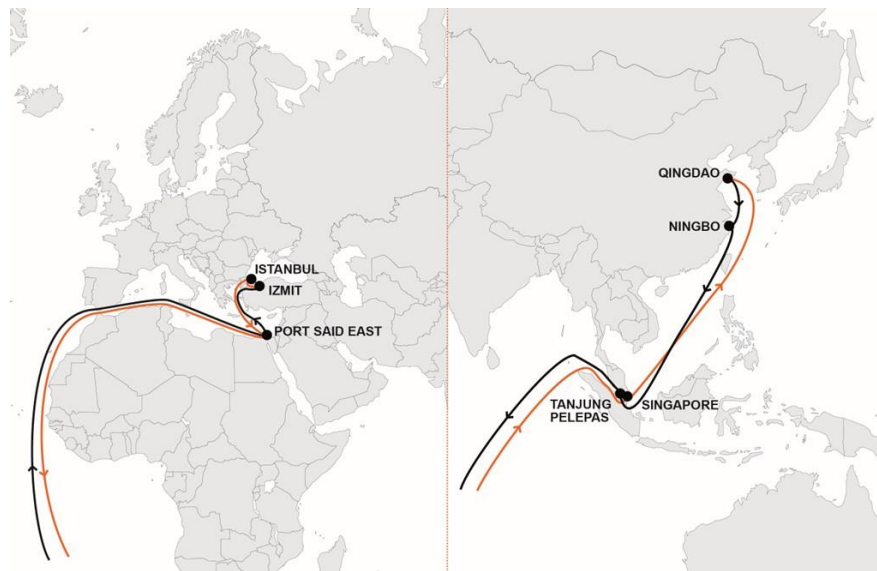 ISTANBUL
IZMIT
PORT SAID EAST
QINGDAO
NINGBO
TANJUNG
PELEPAS
SINGAPORE